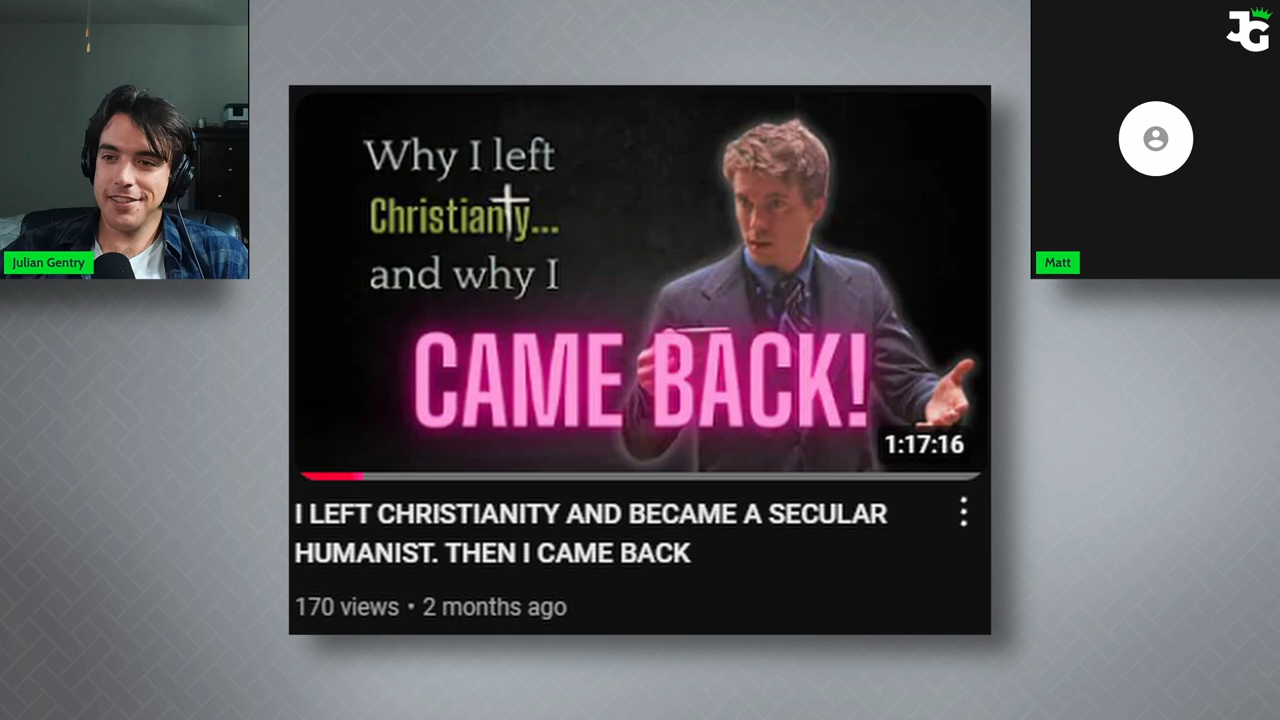 Julian Gentry
JG
Matt
Why I left
Christianty...
and why I
CAME BACK!
1:17:16
I LEFT CHRISTIANITY AND BECAME A SECULAR
HUMANIST. THEN I CAME BACK
170 views • 2 months ago